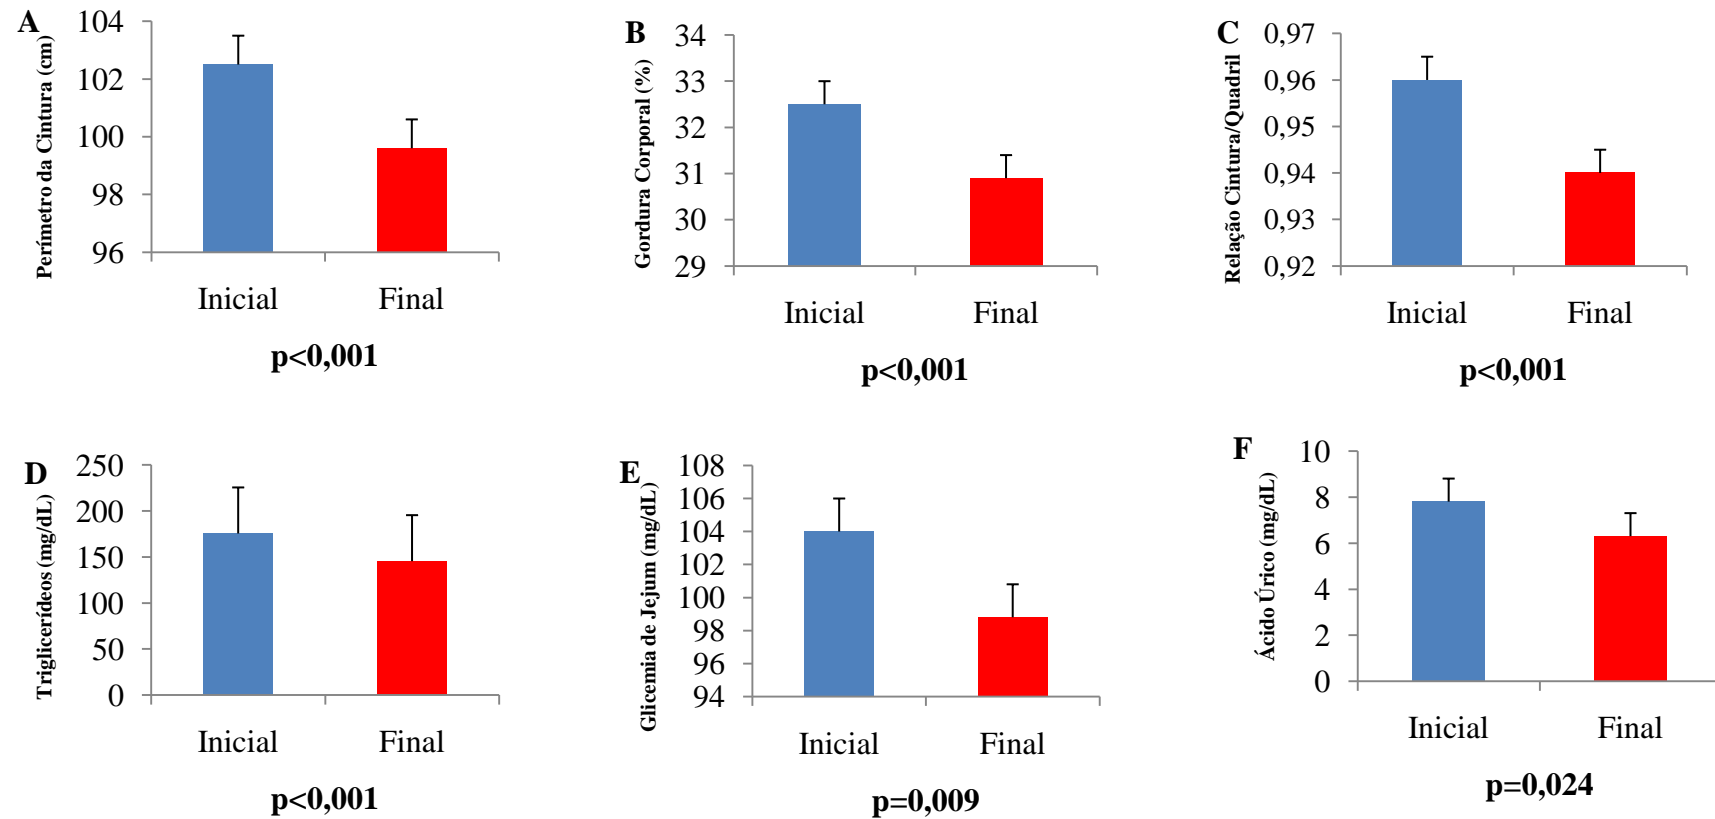 A
Perímetro da Cintura (cm)
104
102
100
98
96
Inicial Final
p<0,001
B
Gordura Corporal (%)
34
33
32
31
30
29
Inicial Final
p<0,001
C
Relação Cintura/Quadril
0,97
0,96
0,95
0,94
0,93
0,92
Inicial Final
p<0,001
D
Triglicerídeos (mg/dL)
250
200
150
100
50
0
Inicial Final
p<0,001
E
Glicemia de Jejum (mg/dL)
108
106
104
102
100
98
96
94
Inicial Final
p=0,009
F
Ácido Úrico (mg/dL)
10
8
6
4
2
0
Inicial Final
p=0,024